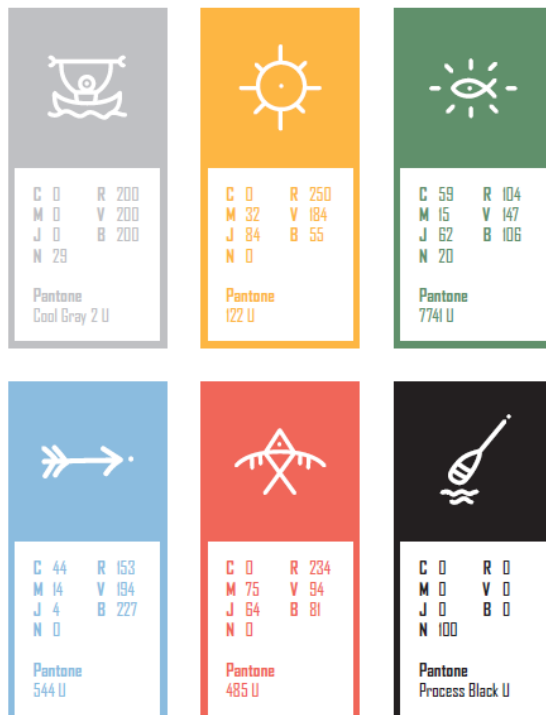 C 0 R 200
M 0 V 200
J 0 B 200
N 29
Pantone
Cool Gray 2 U
C 0 R 250
M 32 V 184
J 84 B 55
N 0
Pantone
122 U
C 59 R 104
M 15 V 147
J 62 B 106
N 20
Pantone
7741 U
C 44 R 153
M 14 V 194
J 4 B 227
N 0
Pantone
544 U
C 0 R 234
M 75 V 94
J 64 B 81
N 0
Pantone
485 U
C 0 R 0
M 0 V 0
J 0 B 0
N 100
Pantone
Process Black U